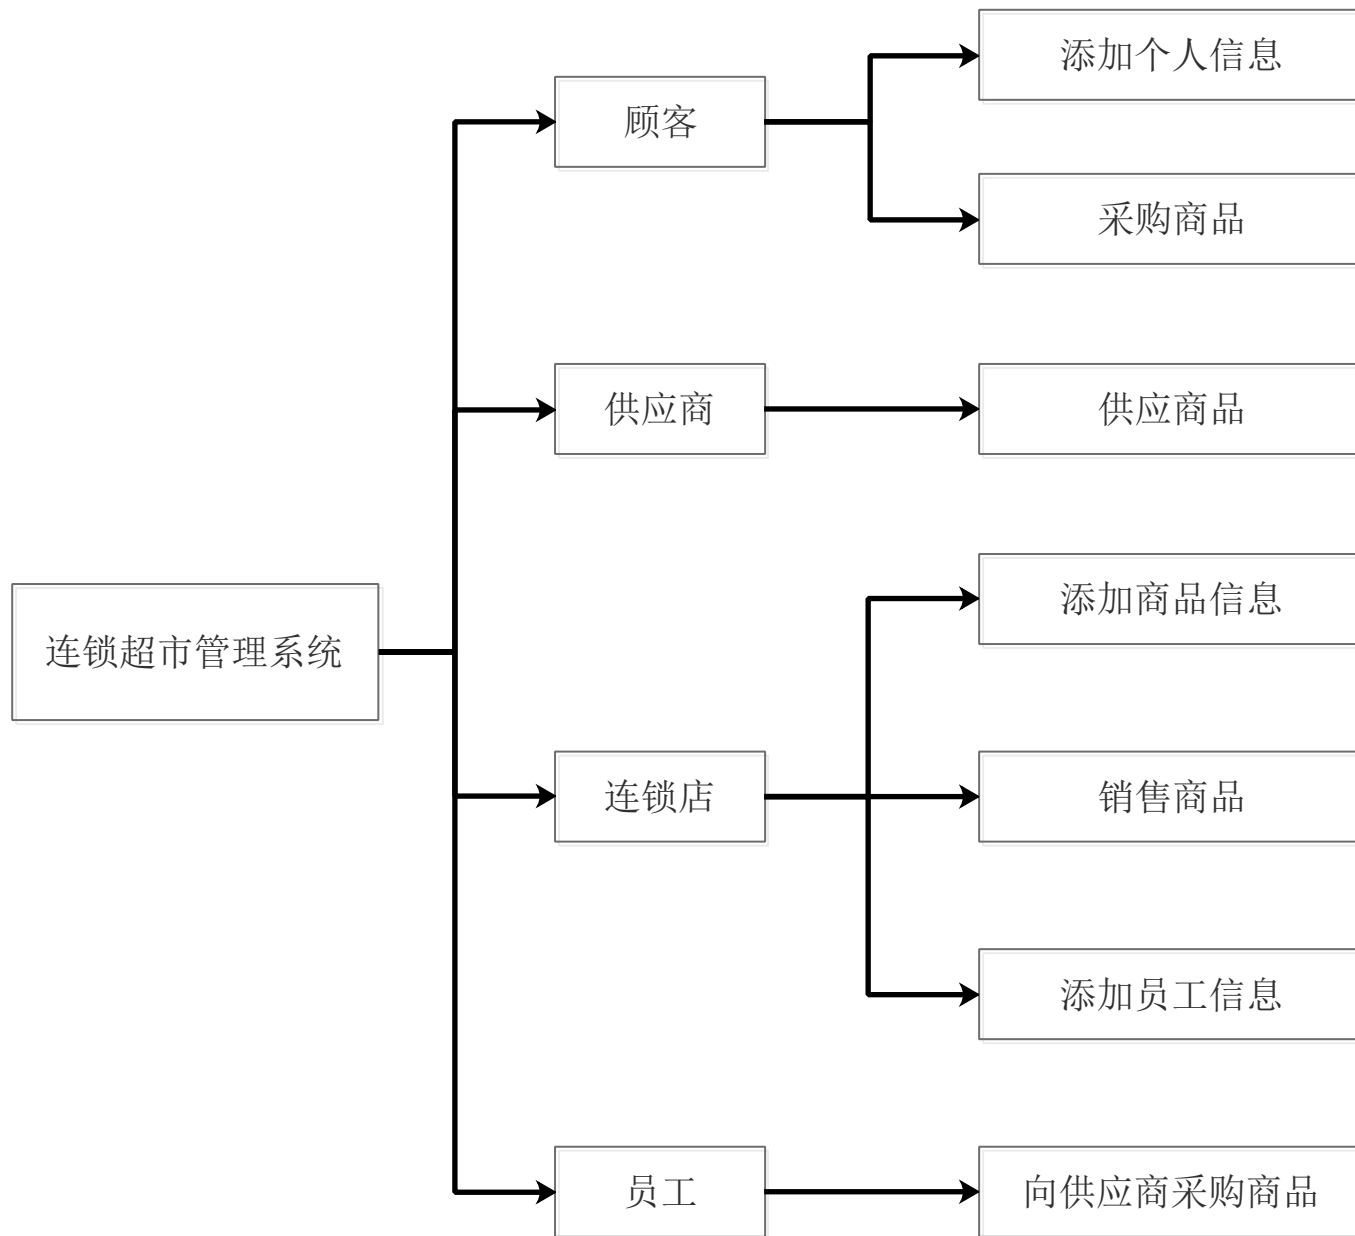 添加个人信息
顾客
采购商品
供应商
供应商品
添加商品信息
连锁超市管理系统
连锁店
销售商品
添加员工信息
员工
向供应商采购商品